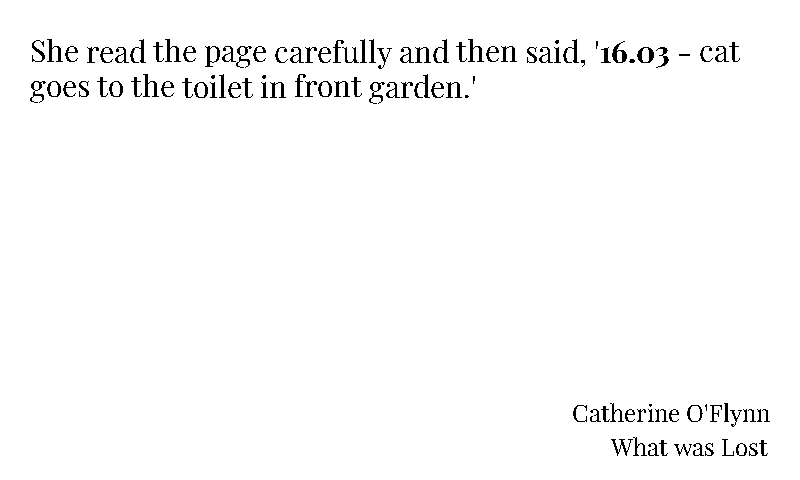 She read the page carefully and then said, '16.03 – cat
goes to the toilet in front garden.'
Catherine O'Flynn
What was Lost